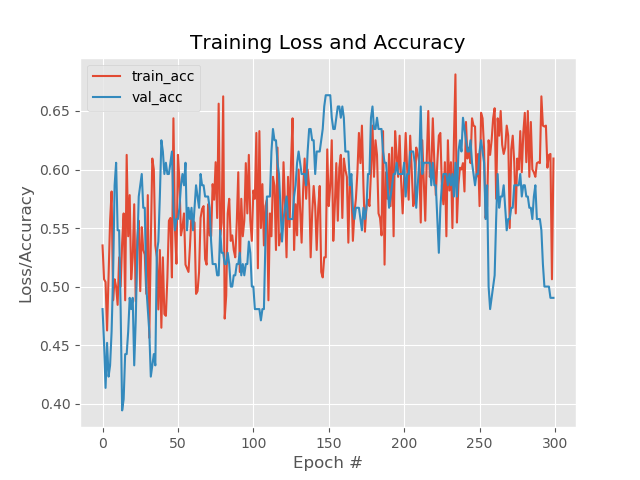 Training Loss and Accuracy
train_acc
val_acc
0.65
0.60
0.55
0.50
0.45
0.40
Loss/Accuracy
0 50 100 150 200 250 300
Epoch #